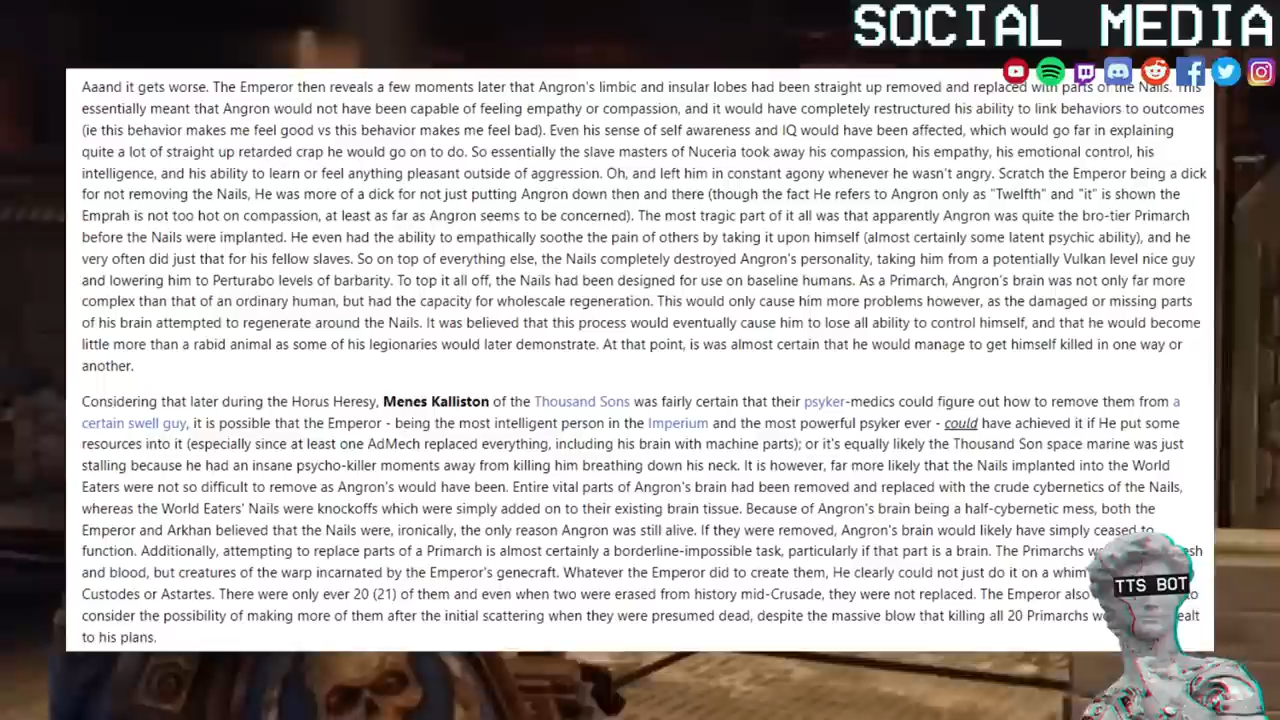 SOCIAL MEDIA
Aaand it gets worse. The Emperor then reveals a few moments later that Angron's limbic and insular lobes had been straight up removed and replaced with parts of the Nails. This
essentially meant that Angron would not have been capable of feeling empathy or compassion, and it would have completely restructured his ability to link behaviors to outcomes
(ie this behavior makes me feel good vs this behavior makes me feel bad). Even his sense of self awareness and IQ would have been affected, which would go far in explaining
quite a lot of straight up retarded crap he would go on to do. So essentially the slave masters of Nuceria took away his compassion, his empathy, his emotional control, his
intelligence, and his ability to learn or feel anything pleasant outside of aggression. Oh, and left him in constant agony whenever he wasn't angry. Scratch the Emperor being a dick
for not removing the Nails, He was more of a dick for not just putting Angron down then and there (though the fact He refers to Angron only as "Twelfth" and "it" is shown the
Emprah is not too hot on compassion, at least as far as Angron seems to be concerned). The most tragic part of it all was that apparently Angron was quite the bro-tier Primarch
before the Nails were implanted. He even had the ability to empathically soothe the pain of others by taking it upon himself (almost certainly some latent psychic ability), and he
very often did just that for his fellow slaves. So on top of everything else, the Nails completely destroyed Angron's personality, taking him from a potentially Vulkan level nice guy
and lowering him to Perturabo levels of barbarity. To top it all off, the Nails had been designed for use on baseline humans. As a Primarch, Angron's brain was not only far more
complex than that of an ordinary human, but had the capacity for wholescale regeneration. This would only cause him more problems however, as the damaged or missing parts
of his brain attempted to regenerate around the Nails. It was believed that this process would eventually cause him to lose all ability to control himself, and that he would become
little more than a rabid animal as some of his legionaries would later demonstrate. At that point, is was almost certain that he would manage to get himself killed in one way or
another.
Considering that later during the Horus Heresy, Menes Kalliston of the Thousand Sons was fairly certain that their psyker-medics could figure out how to remove them from a
certain swell guy, it is possible that the Emperor - being the most intelligent person in the Imperium and the most powerful psyker ever - could have achieved it if He put some
resources into it (especially since at least one AdMech replaced everything, including his brain with machine parts); or it's equally likely the Thousand Son space marine was just
stalling because he had an insane psycho-killer moments away from killing him breathing down his neck. It is however, far more likely that the Nails implanted into the World
Eaters were not so difficult to remove as Angron's would have been. Entire vital parts of Angron's brain had been removed and replaced with the crude cybernetics of the Nails,
whereas the World Eaters' Nails were knockoffs which were simply added on to their existing brain tissue. Because of Angron's brain being a half-cybernetic mess, both the
Emperor and Arkhan believed that the Nails were, ironically, the only reason Angron was still alive. If they were removed, Angron's brain would likely have simply ceased to
function. Additionally, attempting to replace parts of a Primarch is almost certainly a borderline-impossible task, particularly if that part is a brain. The Primarchs
and blood, but creatures of the warp incarnated by the Emperor's genecraft. Whatever the Emperor did to create them, He clearly could not just do it on a whim
Custodes or Astartes. There were only ever 20 (21) of them and even when two were erased from history mid-Crusade, they were not replaced. The Emperor also to
consider the possibility of making more of them after the initial scattering when they were presumed dead, despite the massive blow that killing all 20 Primarchs
to his plans.
TTS BOT